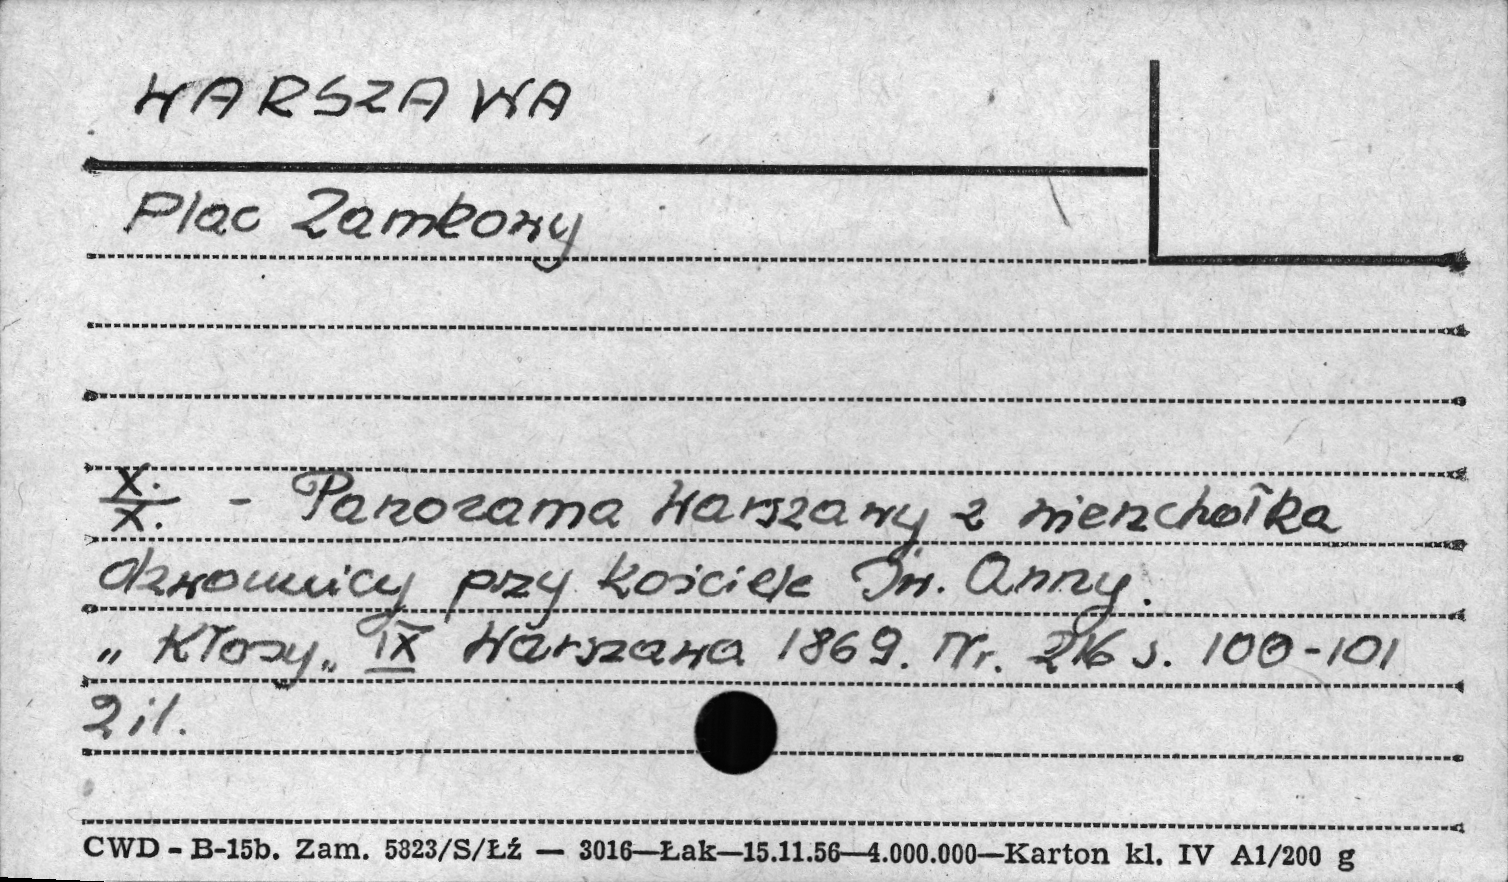 WARSZAWA
Plac Zamkowy
X.
X. - Panorama Warszawy z wierzchołka
dzwonnicy przy kościele Św. Anny.
„Kłosy„ IX Warszawa 1869. Nr. 216 s. 100-101
2 il.
CWD - B-15b. Zam. 5323/S/Łź — 3016—Łak—15.11.56—4.000.000—Karton kl. IV A1/200 g